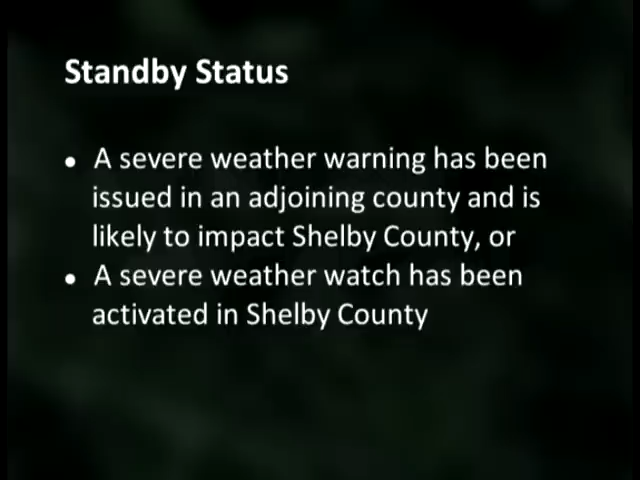 Standby Status
• A severe weather warning has been
issued in an adjoining county and is
likely to impact Shelby County, or
• A severe weather watch has been
activated in Shelby County